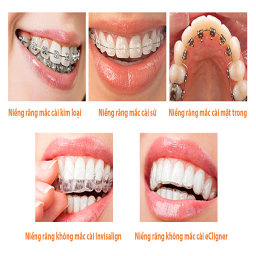 Niềng răng mắc cài kim loại
Niềng răng mắc cài sứ
Niềng răng mắc cài mặt trong
Niềng răng không mắc cài Invisalign
Niềng răng không mắc cài eCligner